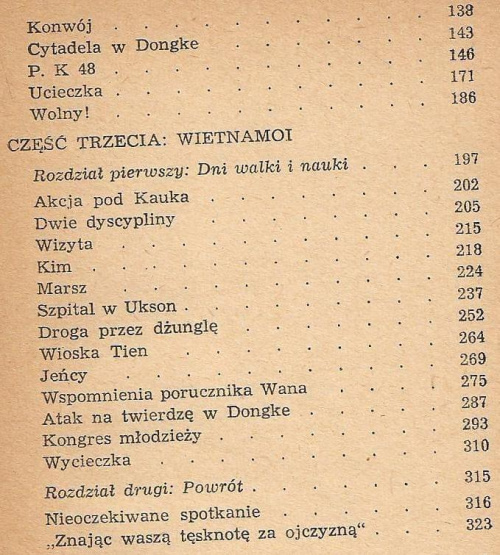 Konwój . . . . . . . . 138
Cytadela w Dongke . . . . . . 143
P. K 48 . . . . . . . . 146
Ucieczka . . . . . . . . 171
Wolny! . . . . . . . . 186
CZĘŚĆ TRZECIA: WIETNAMOI
Rozdział pierwszy: Dni walki i nauki . . . 197
Akcja pod Kauka . . . . . . 202
Dwie dyscypliny . . . . . . 205
Wizyta . . . . . . . . 215
Kim . . . . . . . . . 218
Marsz . . . . . . . . 224
Szpital w Ukson . . . . . . . 237
Droga przez dżunglę . . . . . . 252
Wioska Tien . . . . . . . 264
Jeńcy . . . . . . . . 269
Wspomnienia porucznika Wana . . . . 275
Atak na twierdzę w Dongke . . . . 287
Kongres młodzieży . . . . . . 293
Wycieczka . . . . . . . 310
Rozdział drugi: Powrót . . . . . . 315
Nieoczekiwane spotkanie . . . . . 316
„Znając waszą tęsknotę za ojczyzną“ . . . 323